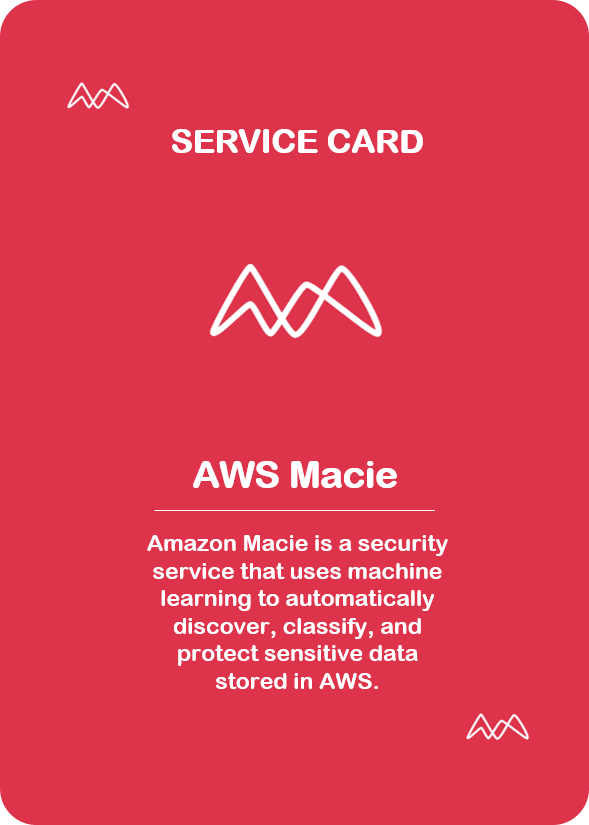 SERVICE CARD
AWS Macie
Amazon Macie is a security
service that uses machine
learning to automatically
discover, classify, and
protect sensitive data
stored in AWS.